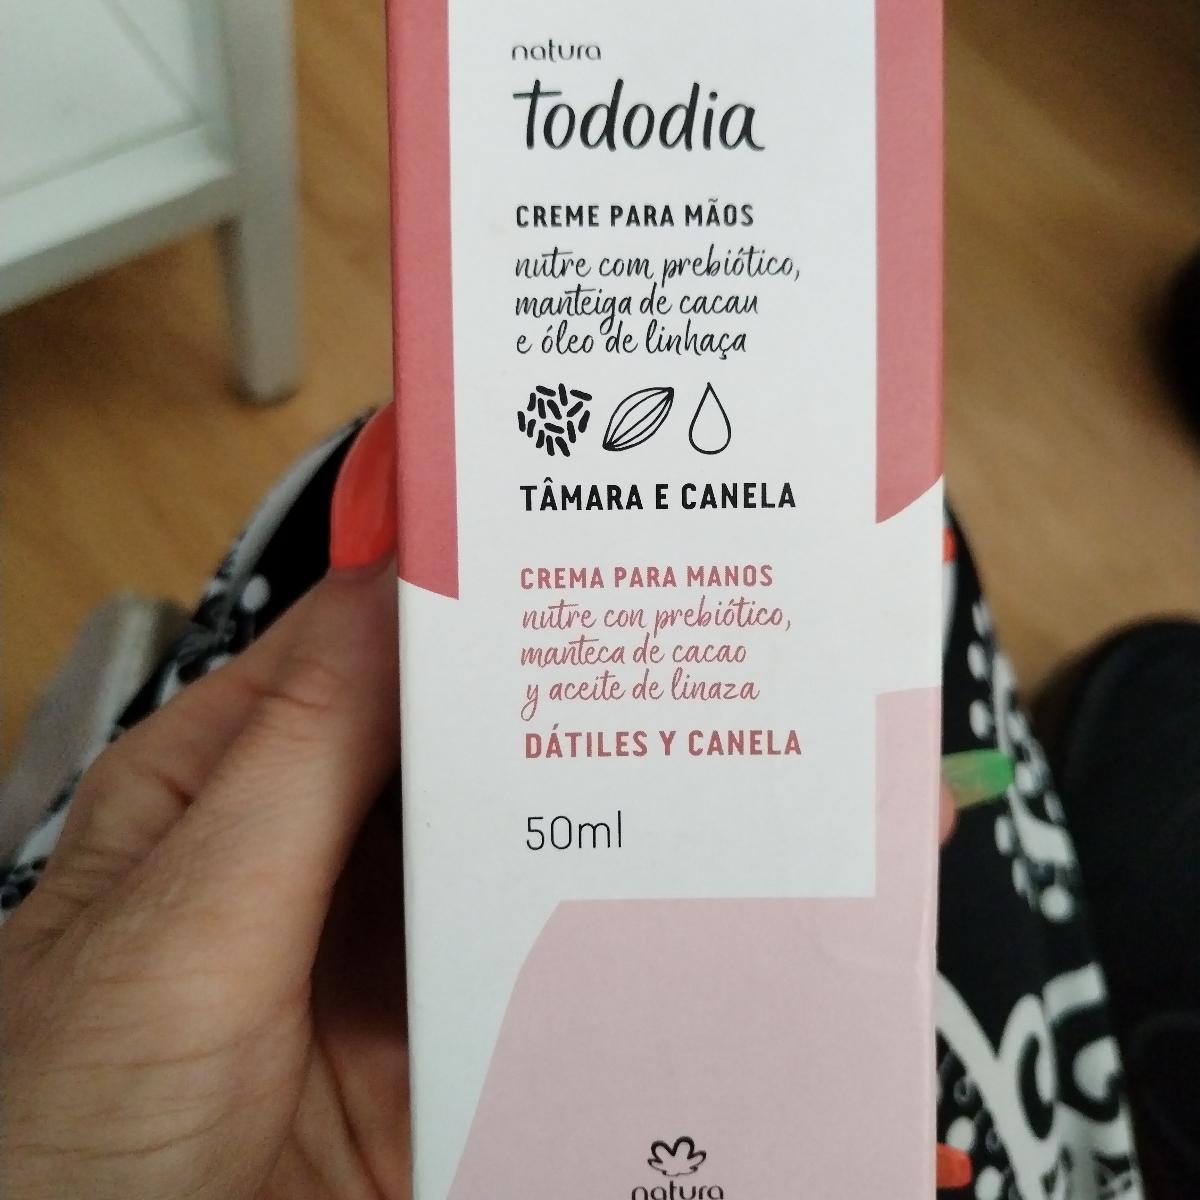 natura
tododia
CREME PARA MÃOS
nutre com prebiótico,
manteiga de cacau
e óleo de linhaça
TÂMARA E CANELA
CREMA PARA MANOS
nutre con prebiótico,
manteca de cacao
y aceite de linaza
DÁTILES Y CANELA
50ml
natura